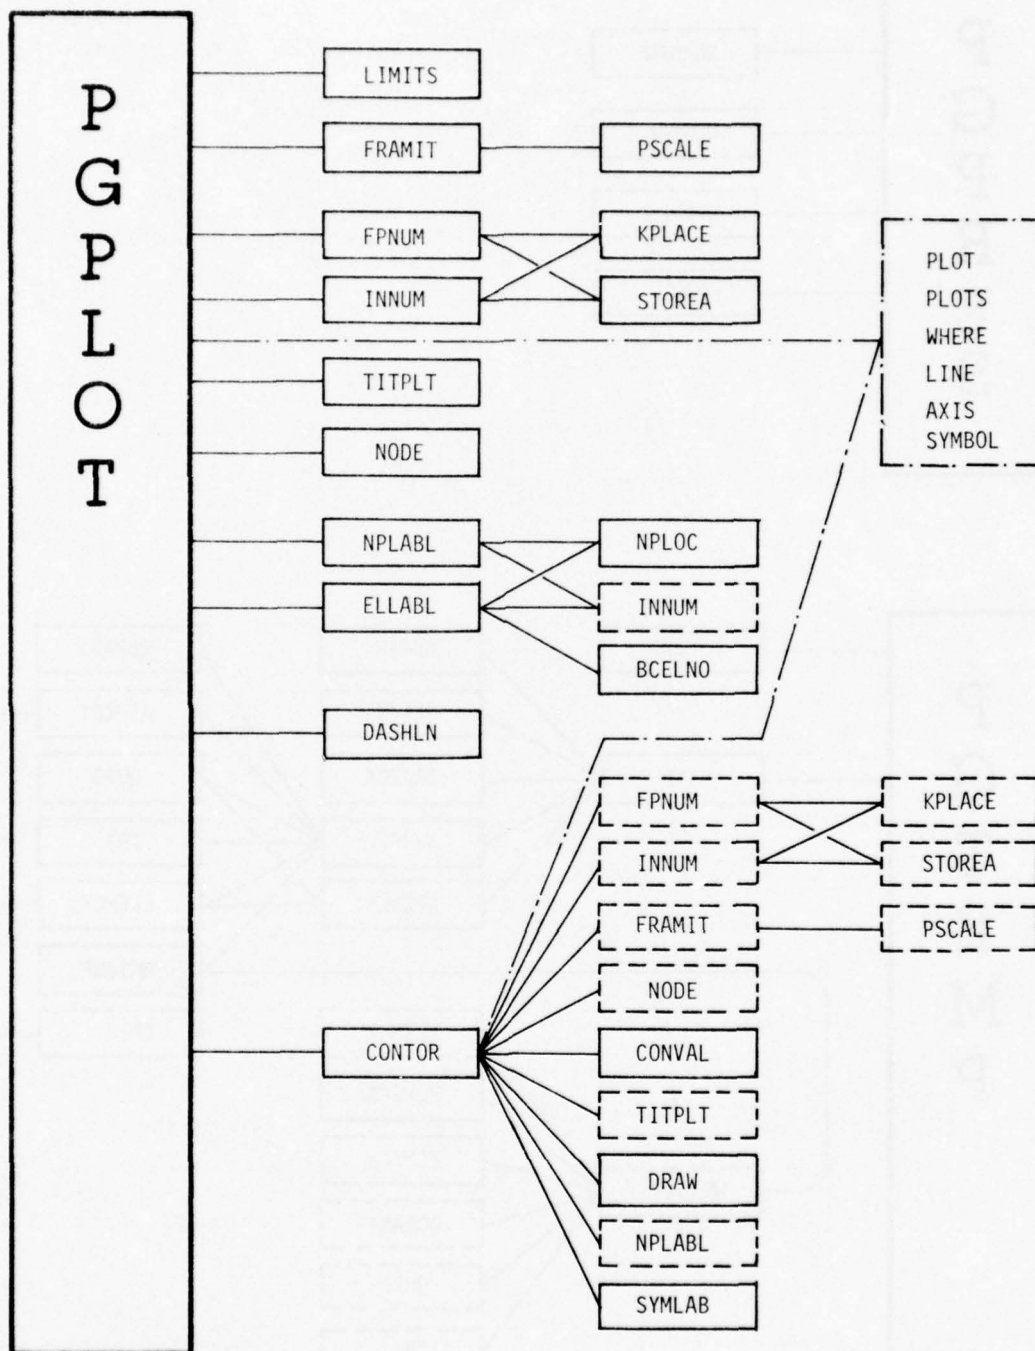 PGPLOT
LIMITS
FRAMIT
PSCALE
FPNUM
KPLACE
INNUM
STOREA
PLOT
PLOTS
WHERE
LINE
AXIS
SYMBOL
TITPLT
NODE
NPLABL
NPLOC
ELLABL
INNUM
BCELNO
DASHLN
FPNUM
KPLACE
INNUM
STOREA
FRAMIT
PSCALE
NODE
CONTOR
CONVAL
TITPLT
DRAW
NPLABL
SYMLAB